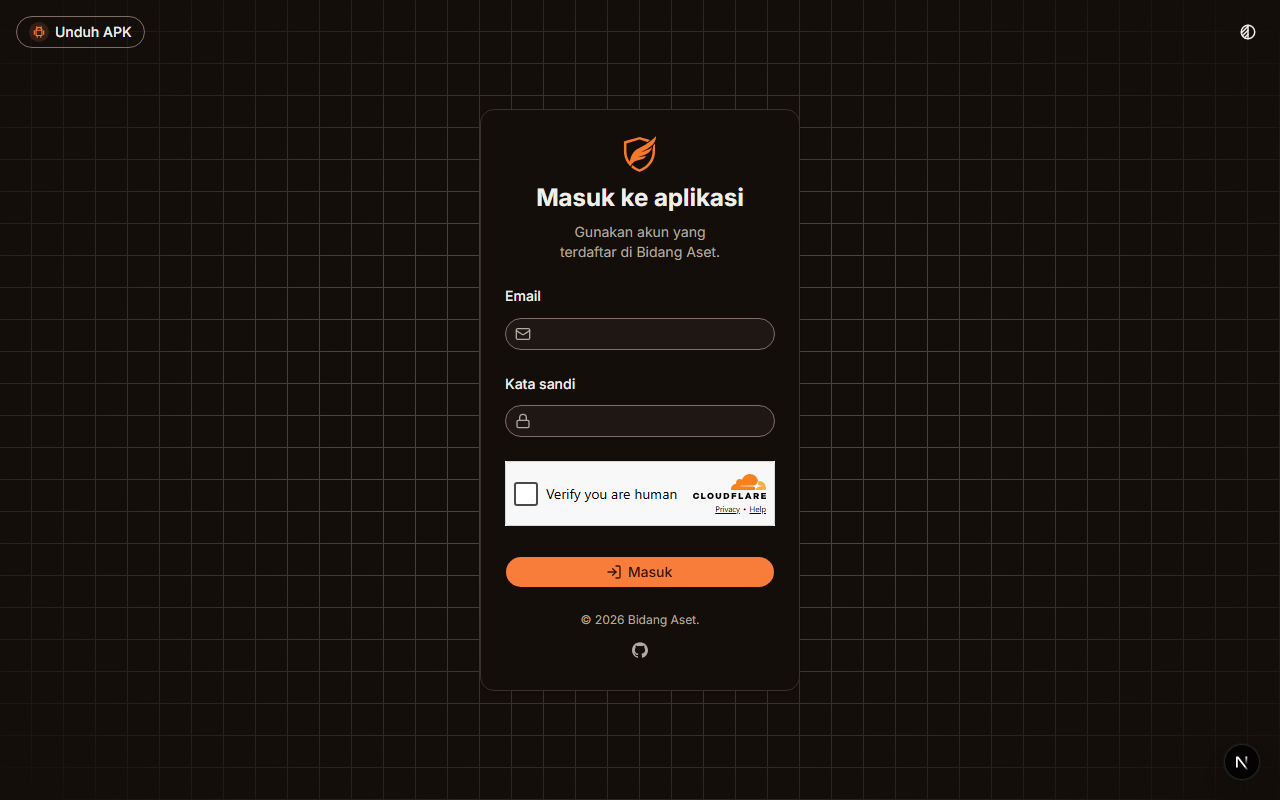 Unduh APK
Masuk ke aplikasi
Gunakan akun yang
terdaftar di Bidang Aset.
Email
Kata sandi
Verify you are human
CLOUDFLARE
Privacy • Help
Masuk
© 2026 Bidang Aset.
N